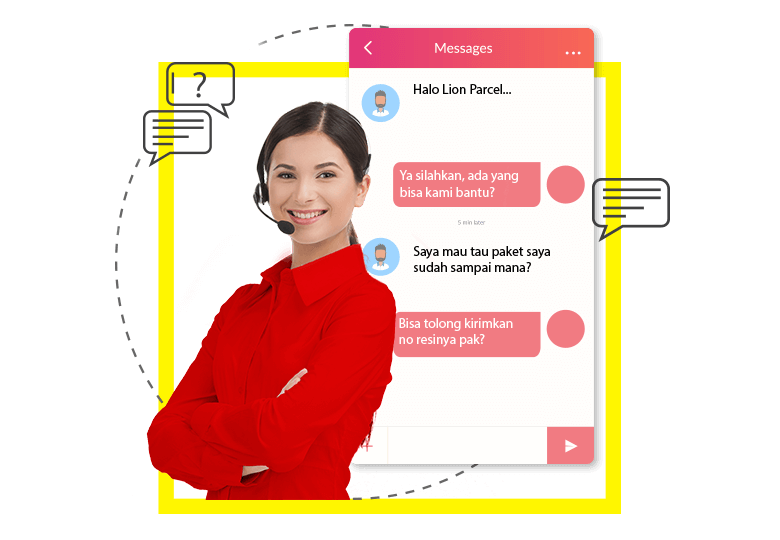 Messages
...
?
Halo Lion Parcel...
Ya silahkan, ada yang
bisa kami bantu?
5 min later
Saya mau tau paket saya
sudah sampai mana?
Bisa tolong kirimkan
no resinya pak?